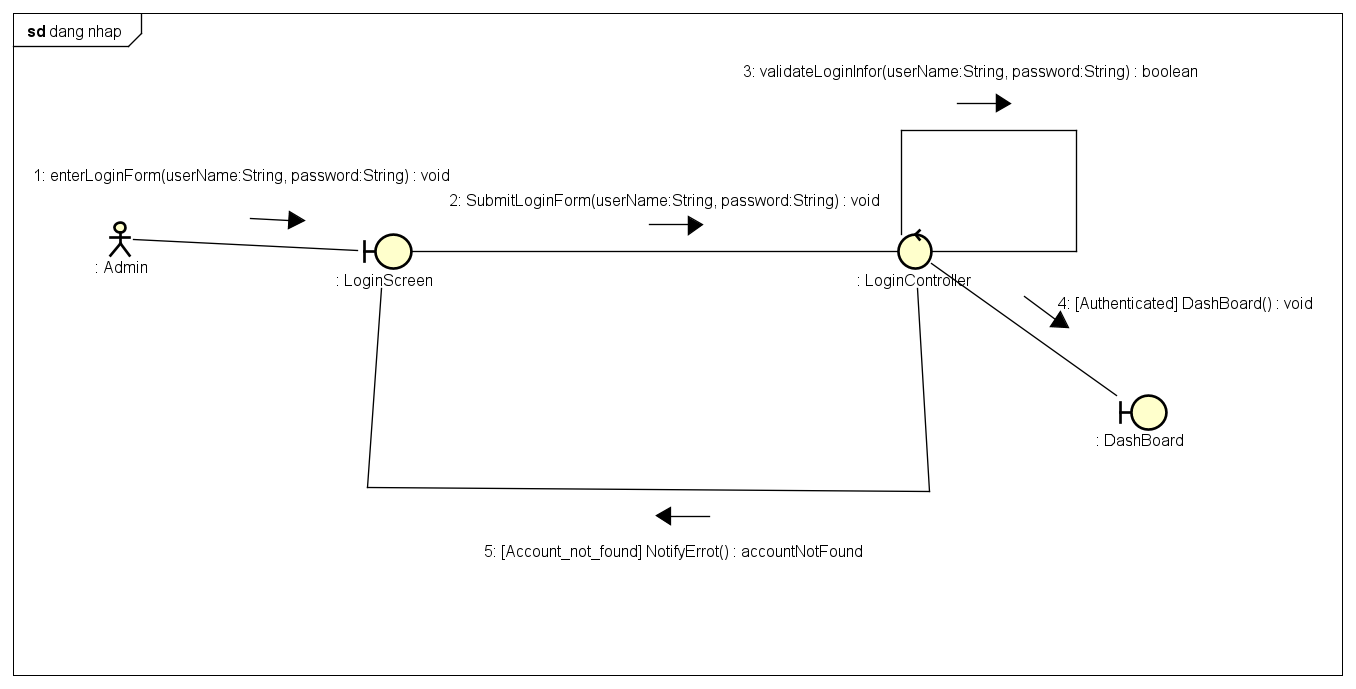 sd dang nhap
3: validateLoginInfor(userName:String, password:String) : boolean
1: enterLoginForm(userName:String, password:String) : void
2: SubmitLoginForm(userName:String, password:String) : void
: Admin
: LoginScreen
: LoginController
4: [Authenticated] DashBoard() : void
: DashBoard
5: [Account_not_found] NotifyErrot() : accountNotFound